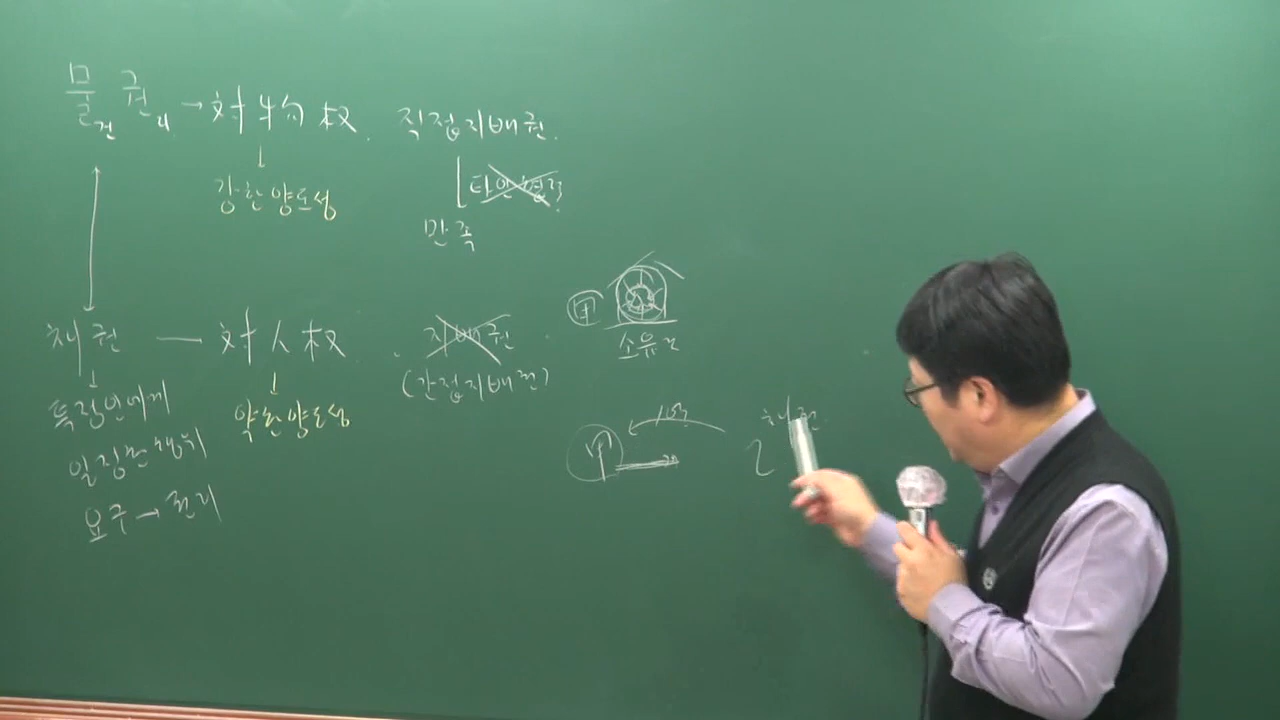 물권 → 対物权. 직접지배권.
건 리
강한양도성
타인협력
만족
채권 — 対人权. 지배권
(간접지배권)
특정인에게
약한양도성
일정한 행위
요구 → 권리
甲
소유권
채권
甲
乙